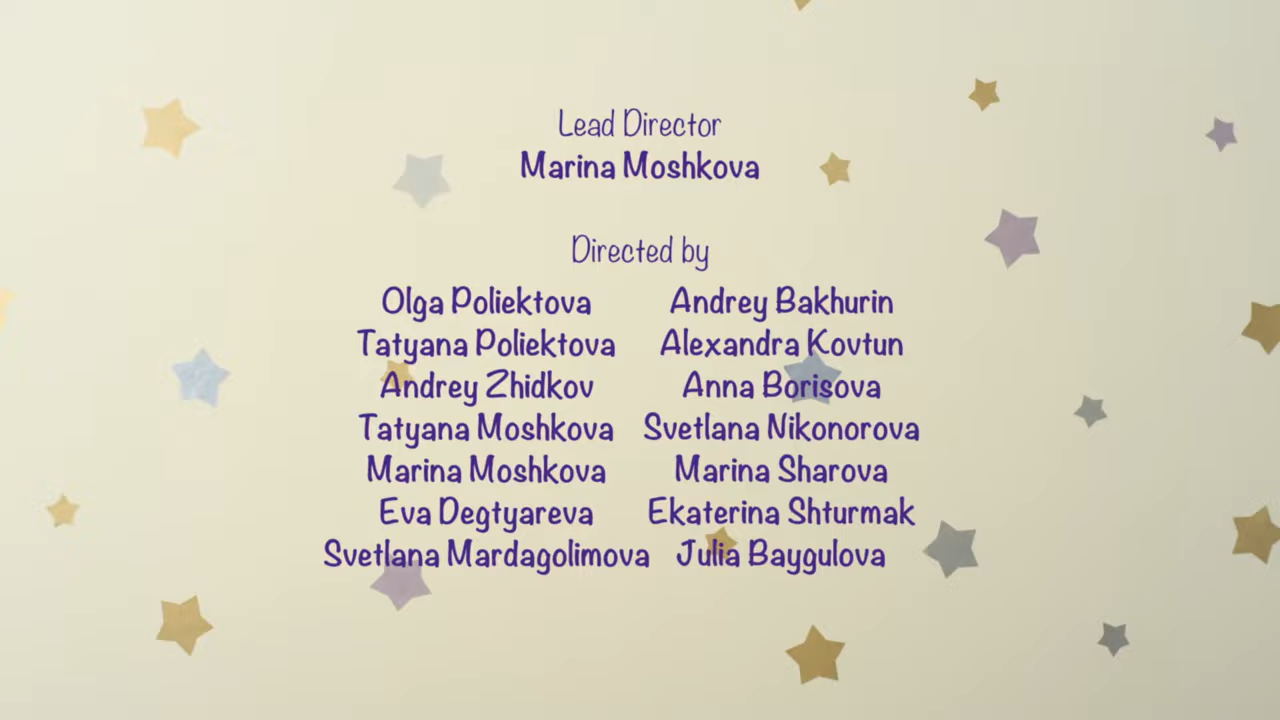 Lead Director
Marina Moshkova
Directed by
Olga Poliektova Andrey Bakhurin
Tatyana Poliektova Alexandra Kovtun
Andrey Zhidkov Anna Borisova
Tatyana Moshkova Svetlana Nikonorova
Marina Moshkova Marina Sharova
Eva Degtyareva Ekaterina Shturmak
Svetlana Mardagolimova Julia Baygulova